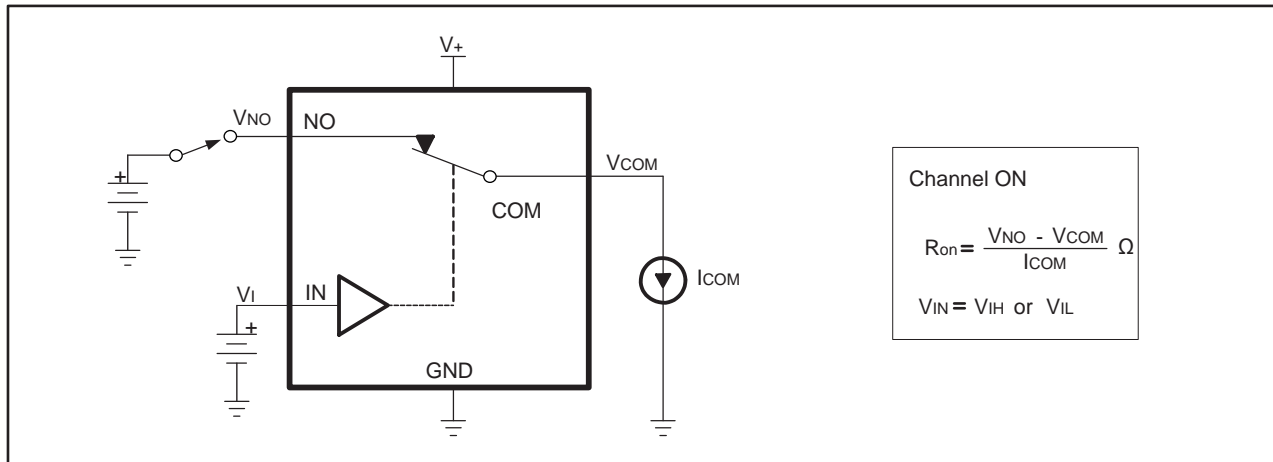 V+
VNO
NO
+
VCOM
COM
ICOM
VI
IN
+
GND
Channel ON
Ron = VNO - VCOM / ICOM Ω
VIN = VIH or VIL